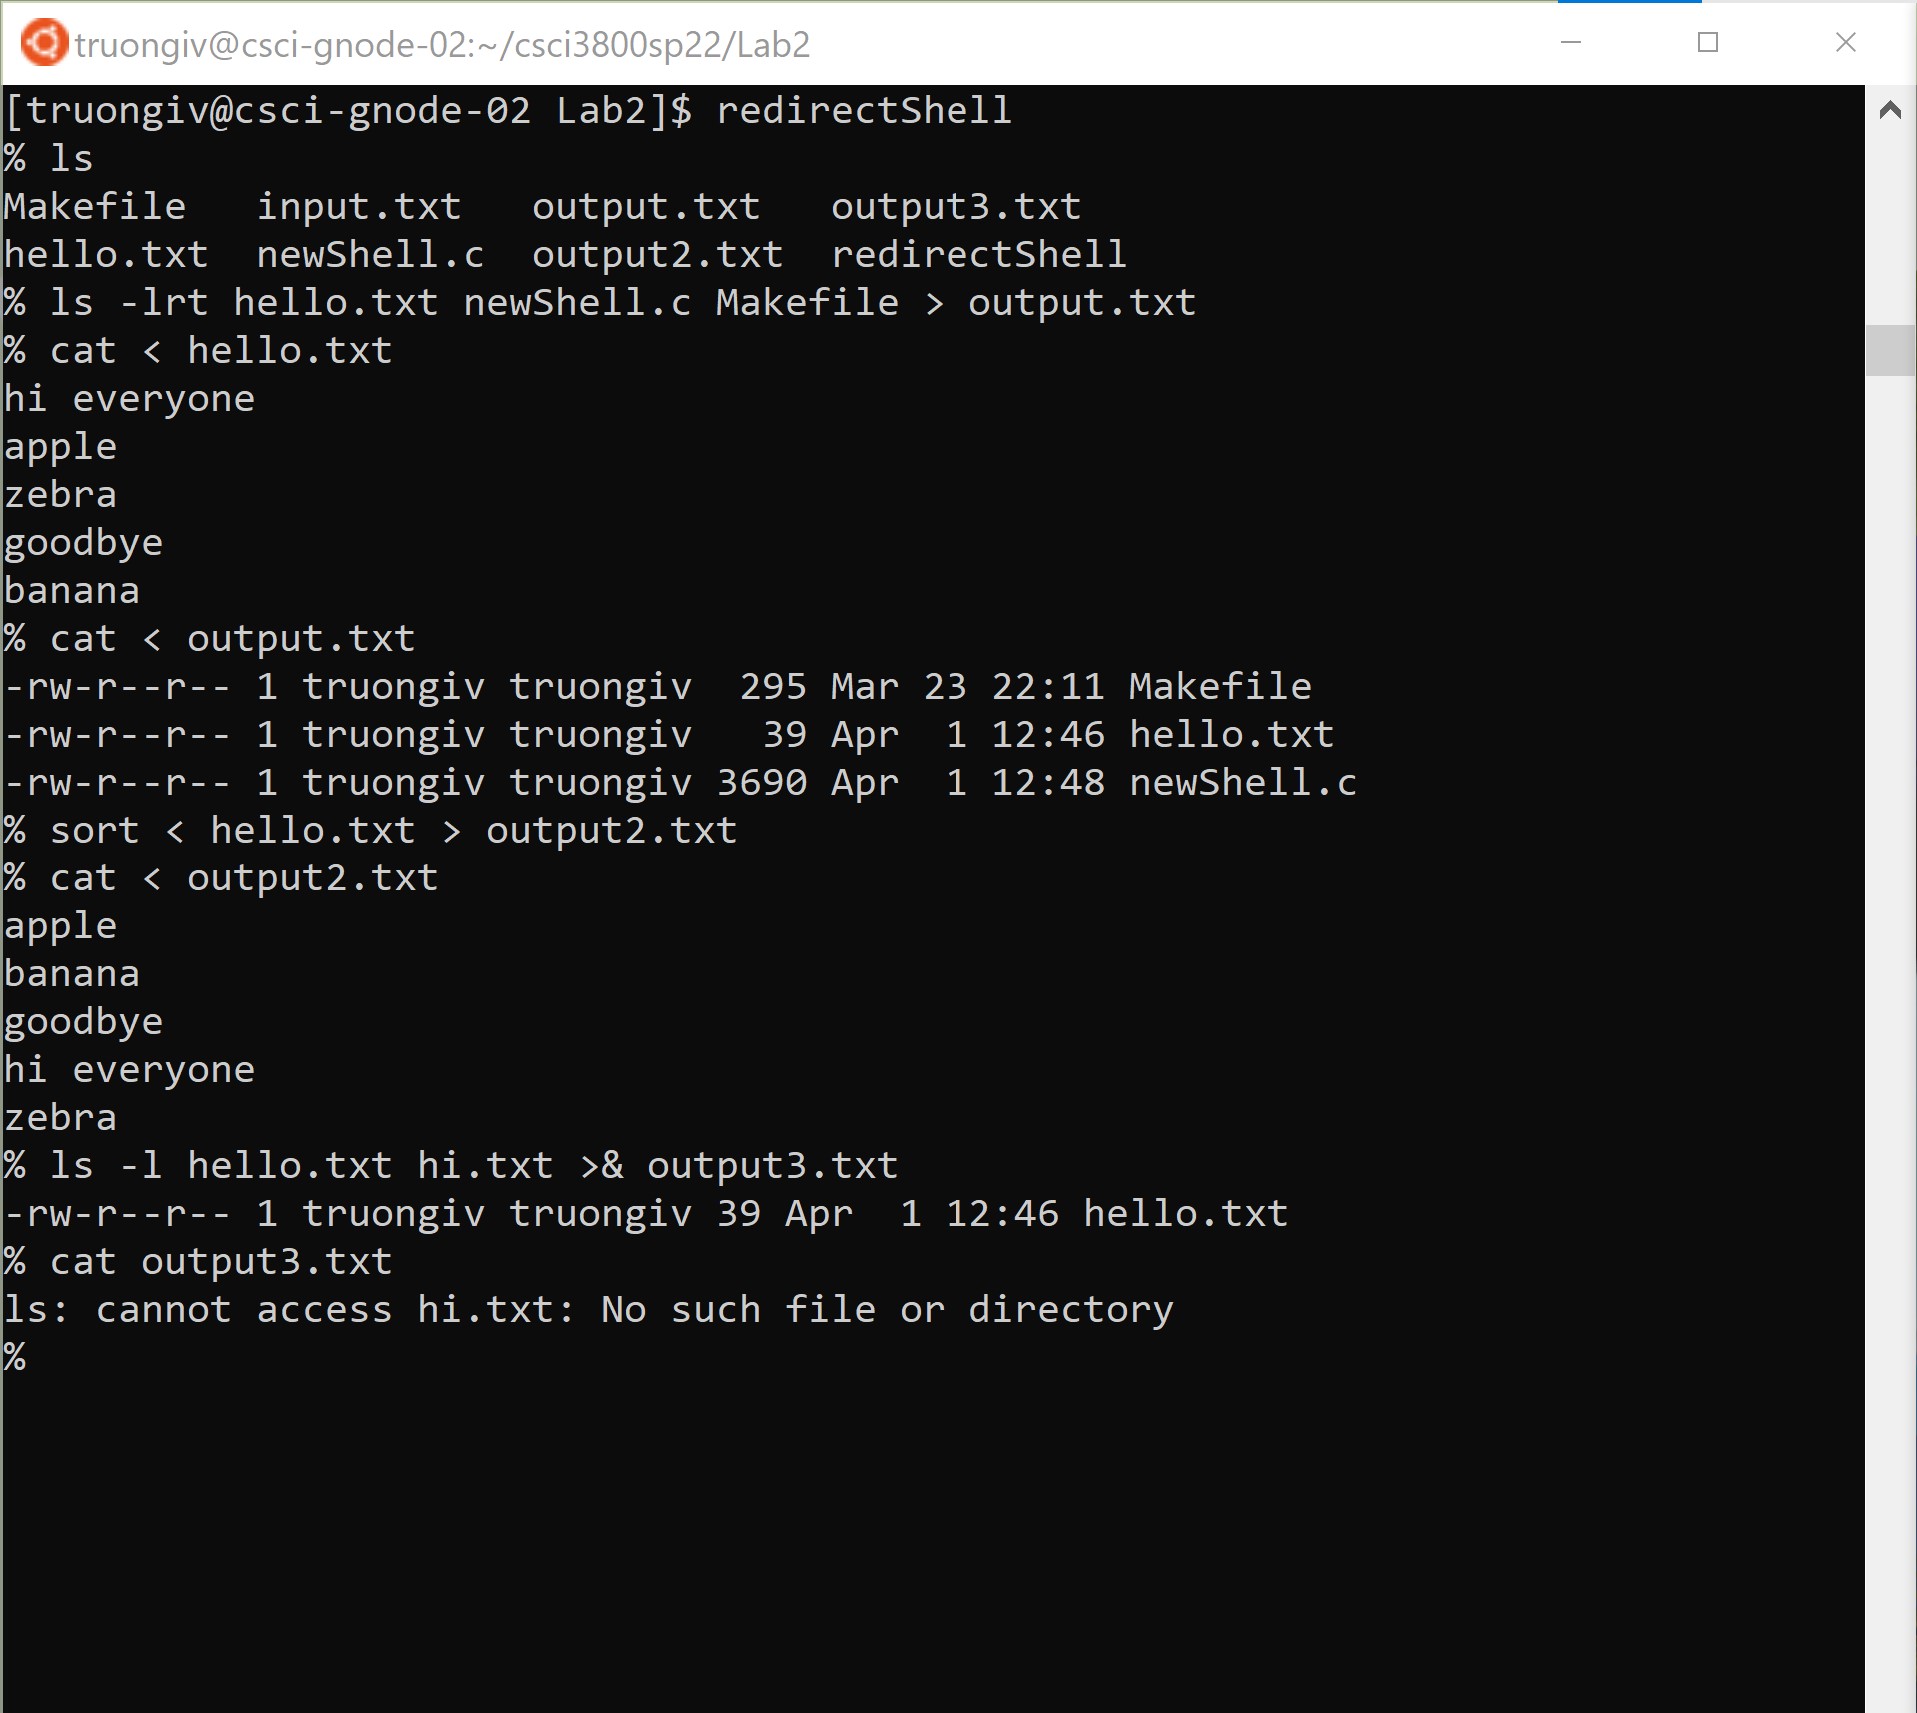 truongiv@csci-gnode-02:~/csci3800sp22/Lab2
[truongiv@csci-gnode-02 Lab2]$ redirectShell
% ls
Makefile   input.txt   output.txt   output3.txt
hello.txt  newShell.c  output2.txt  redirectShell
% ls -lrt hello.txt newShell.c Makefile > output.txt
% cat < hello.txt
hi everyone
apple
zebra
goodbye
banana
% cat < output.txt
-rw-r--r-- 1 truongiv truongiv  295 Mar 23 22:11 Makefile
-rw-r--r-- 1 truongiv truongiv   39 Apr  1 12:46 hello.txt
-rw-r--r-- 1 truongiv truongiv 3690 Apr  1 12:48 newShell.c
% sort < hello.txt > output2.txt
% cat < output2.txt
apple
banana
goodbye
hi everyone
zebra
% ls -l hello.txt hi.txt >& output3.txt
-rw-r--r-- 1 truongiv truongiv 39 Apr  1 12:46 hello.txt
% cat output3.txt
ls: cannot access hi.txt: No such file or directory
%